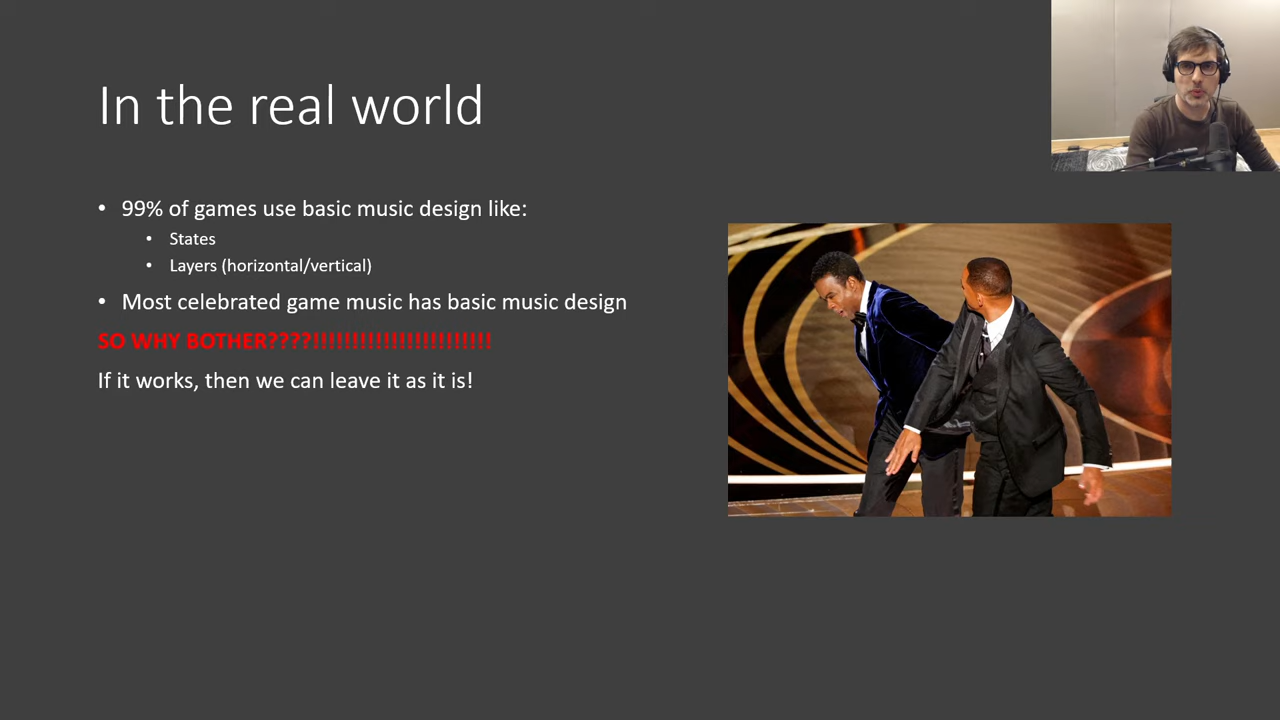 In the real world
• 99% of games use basic music design like:
• States
• Layers (horizontal/vertical)
• Most celebrated game music has basic music design
SO WHY BOTHER????!!!!!!!!!!!!!!!!!!!!!!!
If it works, then we can leave it as it is!